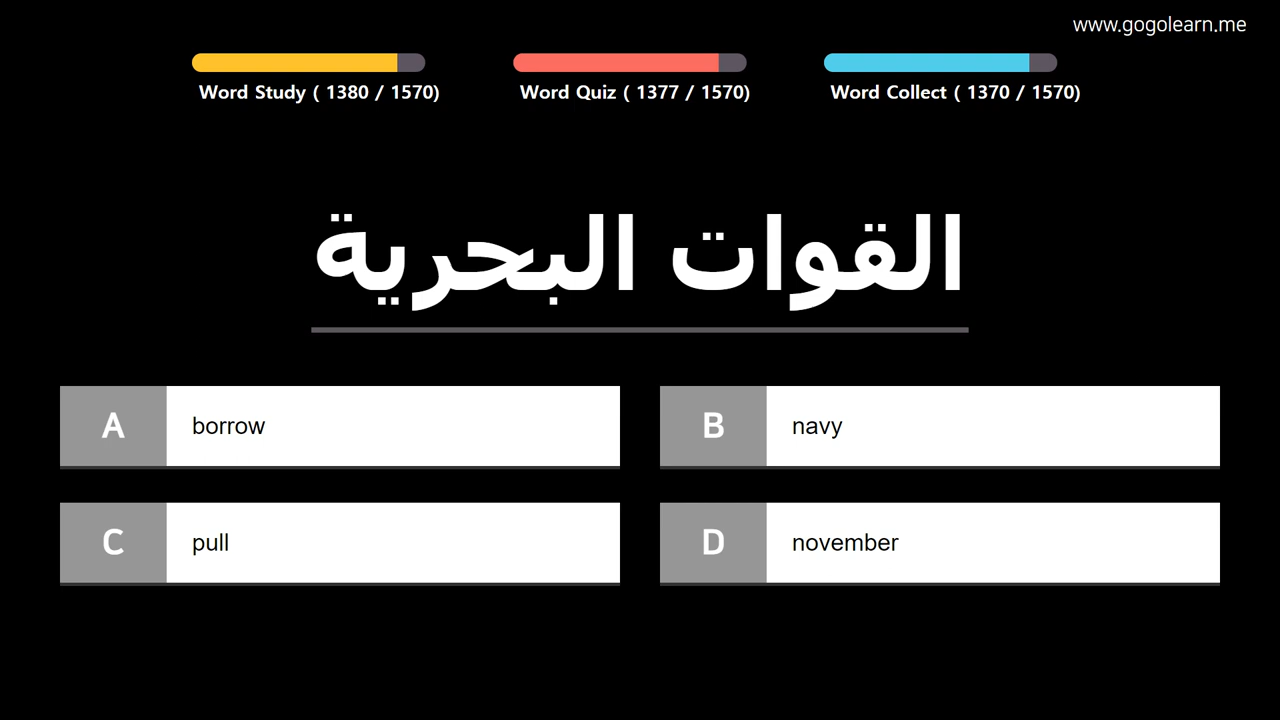 www.gogolearn.me
Word Study ( 1380 / 1570)
Word Quiz ( 1377 / 1570)
Word Collect ( 1370 / 1570)
القوات البحرية
A borrow
B navy
C pull
D november